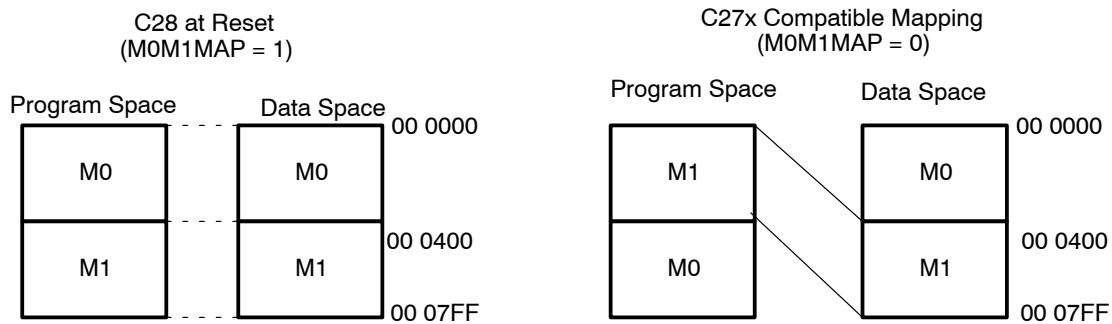 C28 at Reset
(M0M1MAP = 1)
Program Space
Data Space
M0
M0
M1
M1
00 0000
00 0400
00 07FF
C27x Compatible Mapping
(M0M1MAP = 0)
Program Space
Data Space
M1
M0
M0
M1
00 0000
00 0400
00 07FF